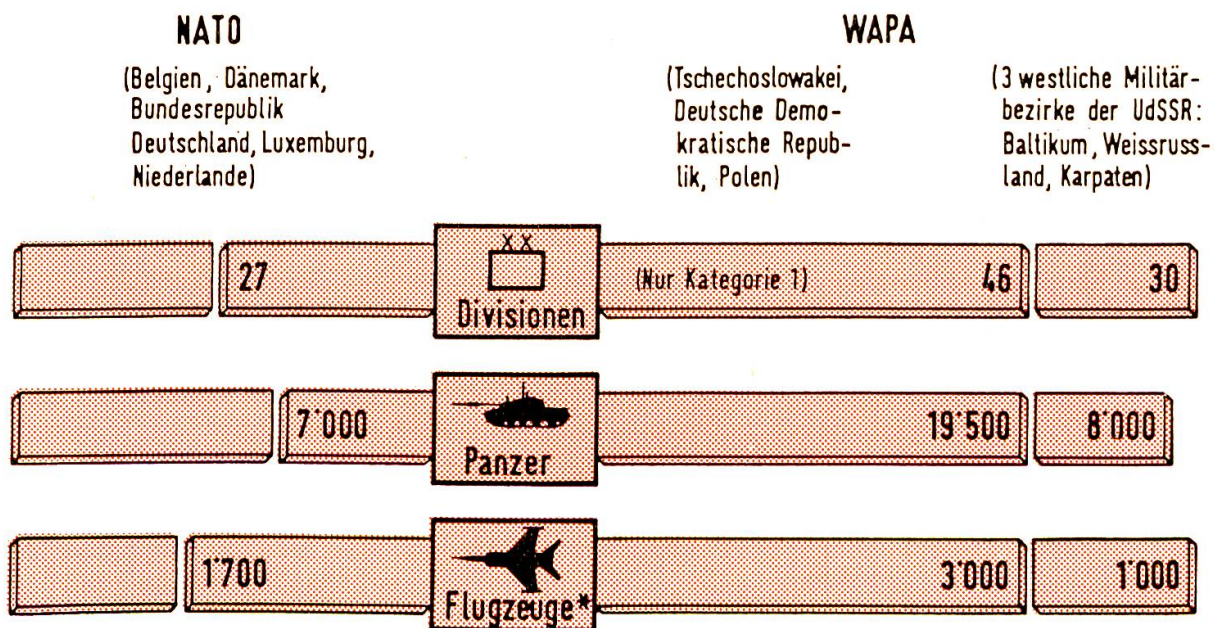 NATO
(Belgien, Dänemark,
Bundesrepublik
Deutschland, Luxemburg,
Niederlande)
WAPA
(Tschechoslowakei,
Deutsche Demo-
kratische Repub-
lik, Polen)
(3 westliche Militär-
bezirke der UdSSR:
Baltikum, Weissruss-
land, Karpaten)
27
XX
Divisionen
(Nur Kategorie 1)
46
30
7'000
Panzer
19'500
8'000
1'700
Flugzeuge*
3'000
1'000